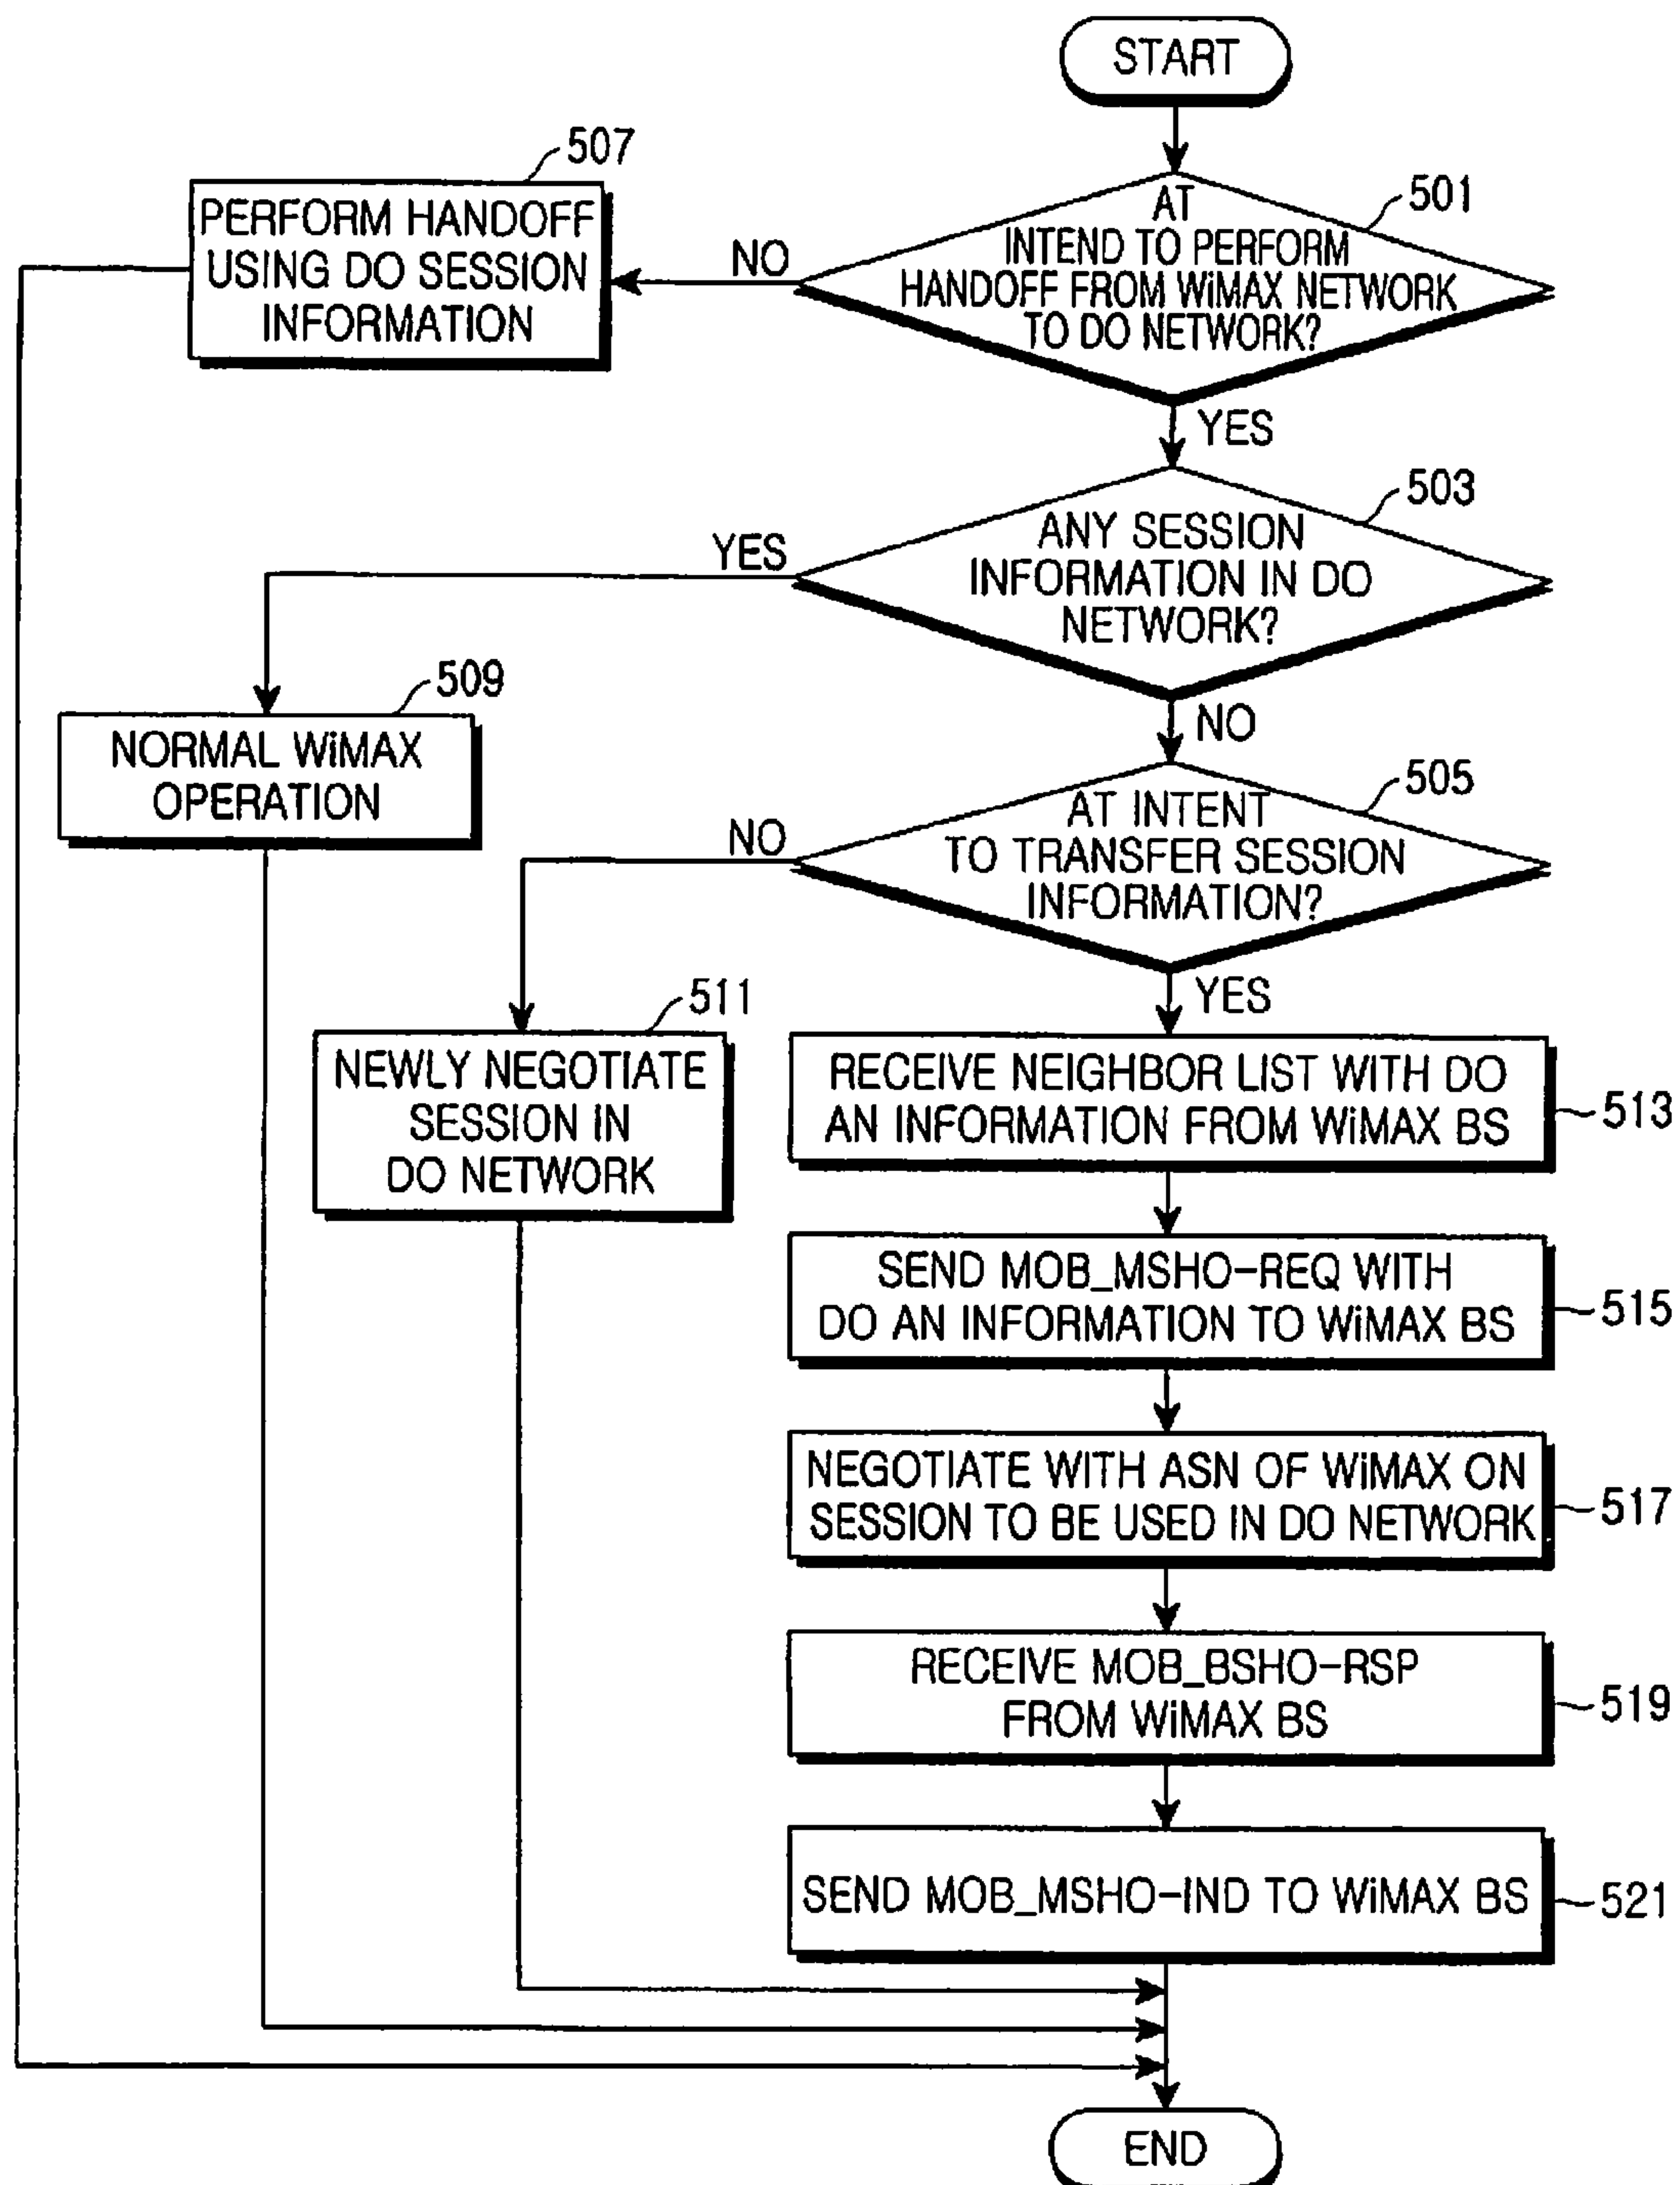 START
507
PERFORM HANDOFF
USING DO SESSION
INFORMATION
NO
501
AT
INTEND TO PERFORM
HANDOFF FROM WiMAX NETWORK
TO DO NETWORK?
YES
503
ANY SESSION
INFORMATION IN DO
NETWORK?
YES
509
NORMAL WiMAX
OPERATION
NO
505
AT INTENT
TO TRANSFER SESSION
INFORMATION?
NO
YES
511
NEWLY NEGOTIATE
SESSION IN
DO NETWORK
RECEIVE NEIGHBOR LIST WITH DO
AN INFORMATION FROM WiMAX BS
513
SEND MOB_MSHO-REQ WITH
DO AN INFORMATION TO WiMAX BS
515
NEGOTIATE WITH ASN OF WiMAX ON
SESSION TO BE USED IN DO NETWORK
517
RECEIVE MOB_BSHO-RSP
FROM WiMAX BS
519
SEND MOB_MSHO-IND TO WiMAX BS
521
END